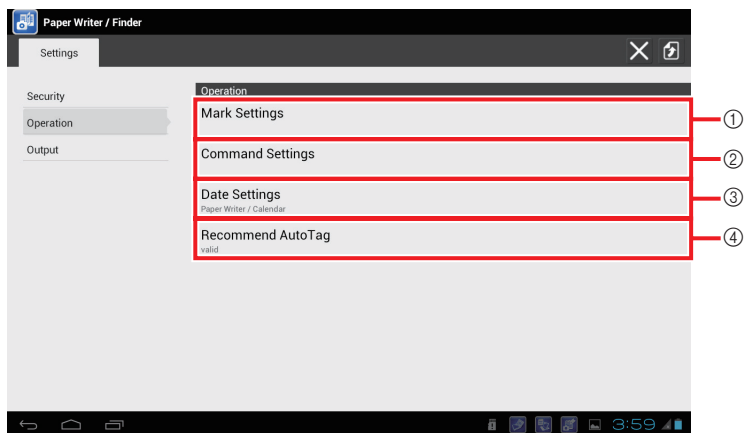 Paper Writer / Finder
Settings
Security
Operation
Output
Operation
Mark Settings
①
Command Settings
②
Date Settings
Paper Writer / Calendar
③
Recommend AutoTag
valid
④
3:59